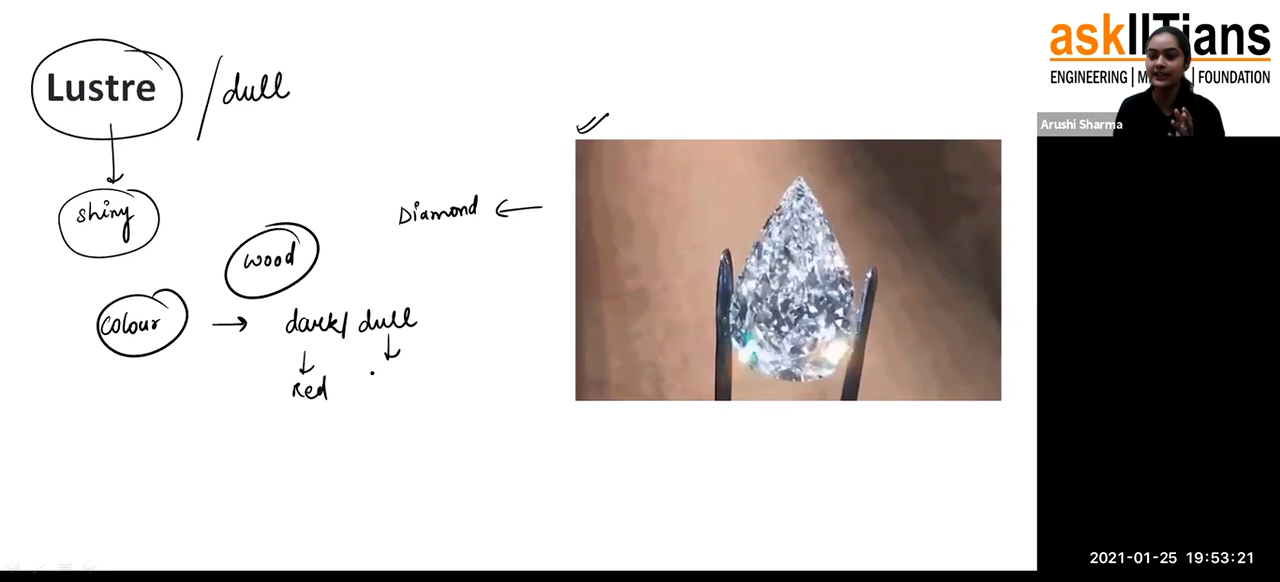 Lustre / dull
shiny
wood
colour → dark/ dull
Red
Diamond
askIITians
ENGINEERING | M | FOUNDATION
Arushi Sharma
2021-01-25 19:53:21